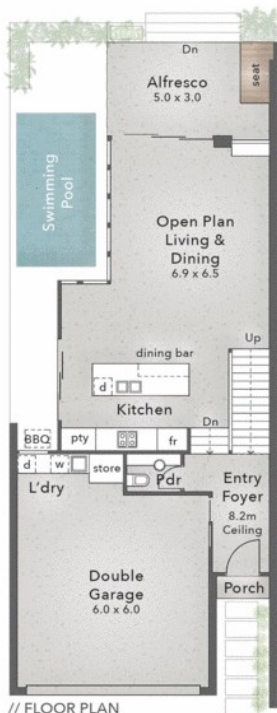 Dn
Alfresco
5.0 x 3.0
seat
Swimming
Pool
Open Plan
Living &
Dining
6.9 x 6.5
dining bar
Up
d
Kitchen
Dn
BBQ
pty
fr
d
w
store
Pdr
L'dry
Entry
Foyer
8.2m
Ceiling
Double
Garage
6.0 x 6.0
Porch
// FLOOR PLAN